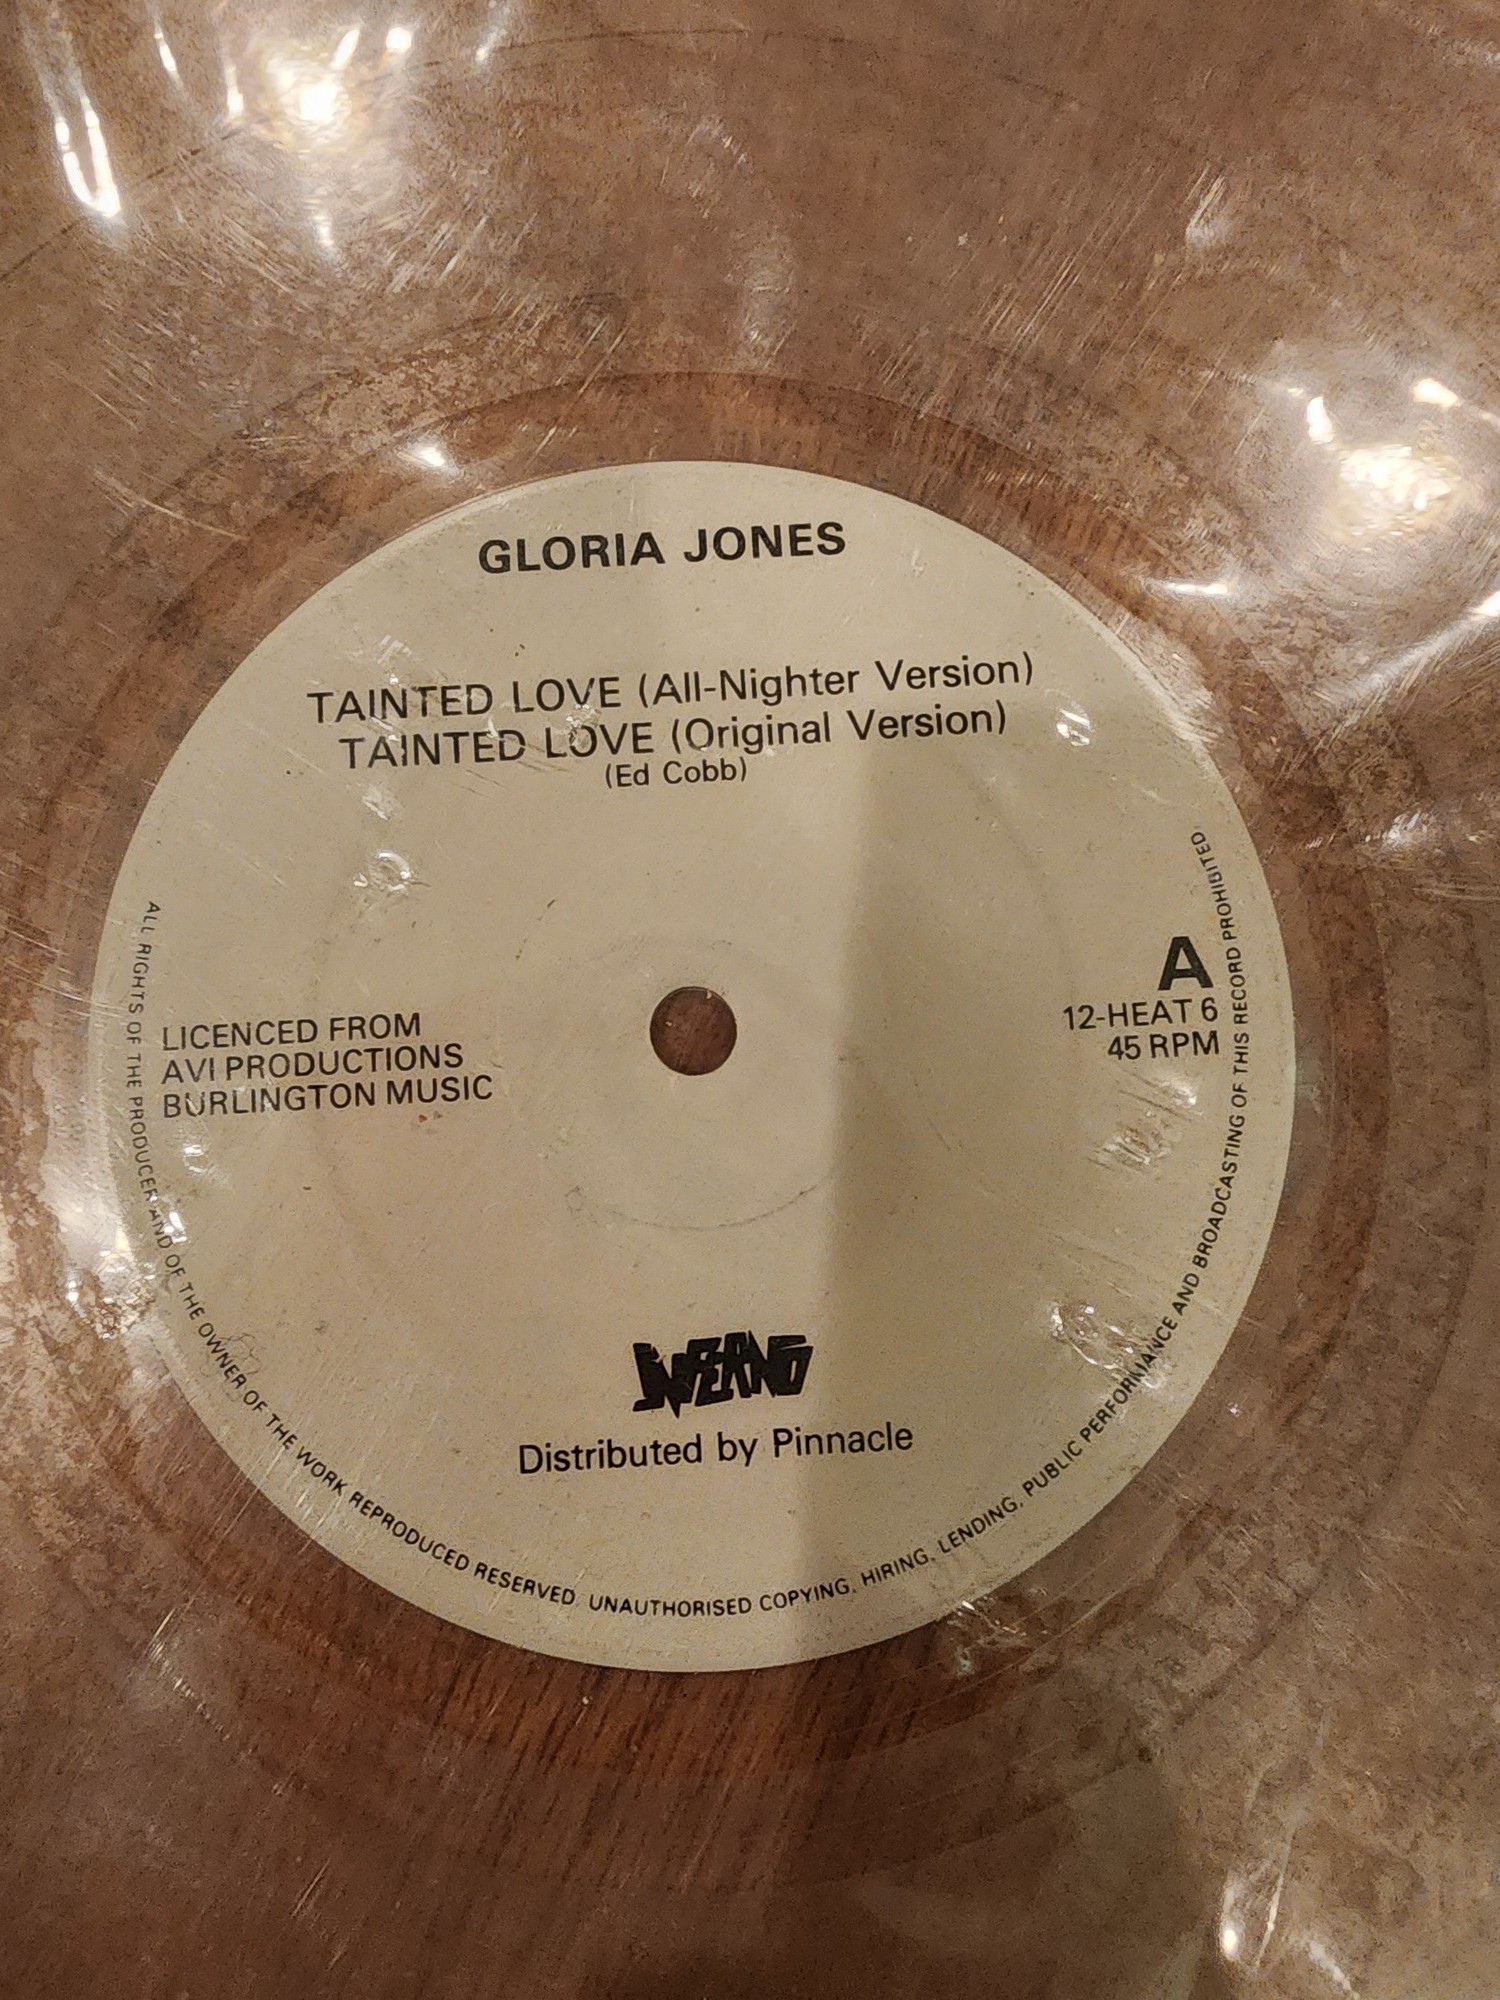 GLORIA JONES
TAINTED LOVE (All-Nighter Version)
TAINTED LOVE (Original Version)
(Ed Cobb)
LICENCED FROM
AVI PRODUCTIONS
BURLINGTON MUSIC
A
12-HEAT 6
45 RPM
INFERNO
Distributed by Pinnacle
ALL RIGHTS OF THE PRODUCER AND OF THE OWNER OF THE WORK REPRODUCED RESERVED. UNAUTHORISED COPYING, HIRING, LENDING, PUBLIC PERFORMANCE AND BROADCASTING OF THIS RECORD PROHIBITED